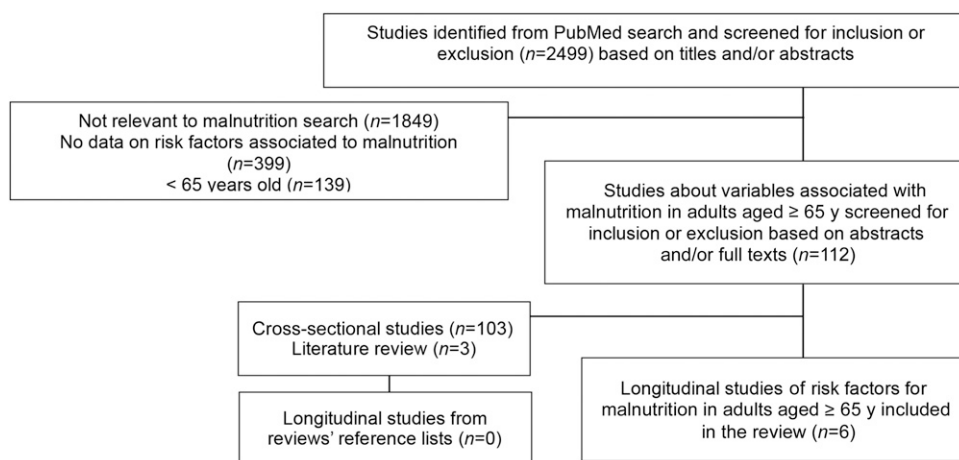 Studies identified from PubMed search and screened for inclusion or
exclusion (n=2499) based on titles and/or abstracts
Not relevant to malnutrition search (n=1849)
No data on risk factors associated to malnutrition
(n=399)
< 65 years old (n=139)
Studies about variables associated with
malnutrition in adults aged ≥ 65 y screened for
inclusion or exclusion based on abstracts
and/or full texts (n=112)
Cross-sectional studies (n=103)
Literature review (n=3)
Longitudinal studies from
reviews’ reference lists (n=0)
Longitudinal studies of risk factors for
malnutrition in adults aged ≥ 65 y included
in the review (n=6)